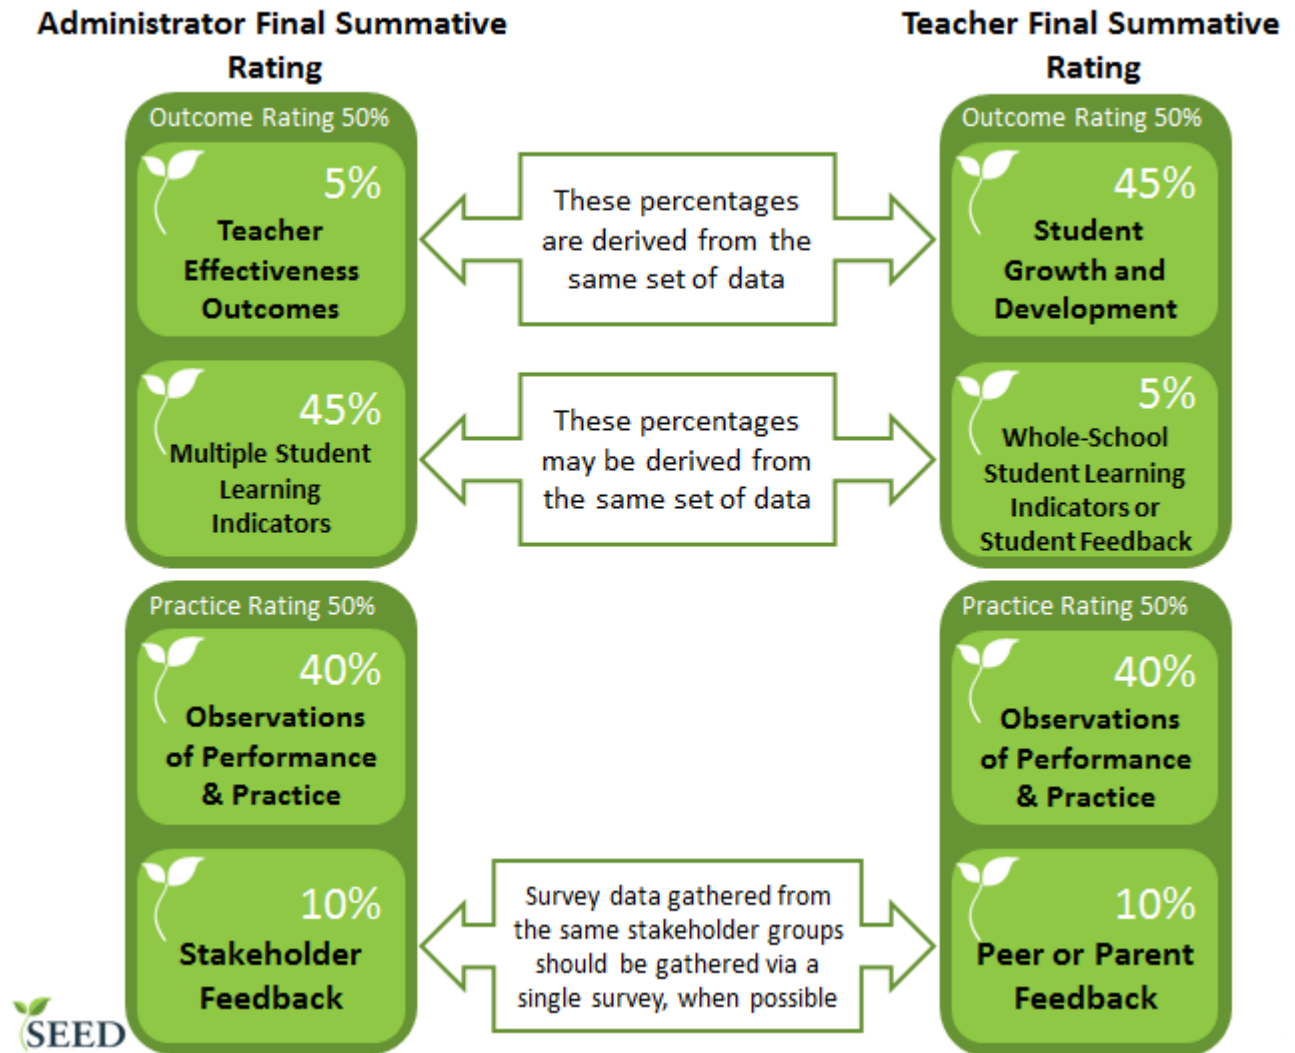 Administrator Final Summative
Rating
Outcome Rating 50%
5%
Teacher
Effectiveness
Outcomes
45%
Multiple Student
Learning
Indicators
Practice Rating 50%
40%
Observations
of Performance
& Practice
10%
Stakeholder
Feedback
These percentages
are derived from the
same set of data
These percentages
may be derived from
the same set of data
Survey data gathered from
the same stakeholder groups
should be gathered via a
single survey, when possible
Teacher Final Summative
Rating
Outcome Rating 50%
45%
Student
Growth and
Development
5%
Whole-School
Student Learning
Indicators or
Student Feedback
Practice Rating 50%
40%
Observations
of Performance
& Practice
10%
Peer or Parent
Feedback
SEED